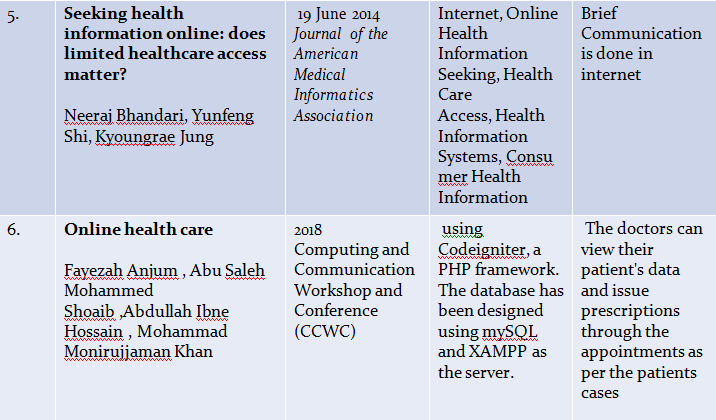 5.
Seeking health
information online: does
limited healthcare access
matter?
Neeraj Bhandari, Yunfeng
Shi, Kyoungrae Jung
19 June 2014
Journal of the
American
Medical
Informatics
Association
Internet, Online
Health
Information
Seeking, Health
Care
Access, Health
Information
Systems, Consu
mer Health
Information
Brief
Communication
is done in
internet
6.
Online health care
Fayezah Anjum , Abu Saleh
Mohammed
Shoaib ,Abdullah Ibne
Hossain , Mohammad
Monirujjaman Khan
2018
Computing and
Communication
Workshop and
Conference
(CCWC)
using
Codeigniter, a
PHP framework.
The database has
been designed
using mySQL
and XAMPP as
the server.
The doctors can
view their
patient's data
and issue
prescriptions
through the
appointments as
per the patients
cases